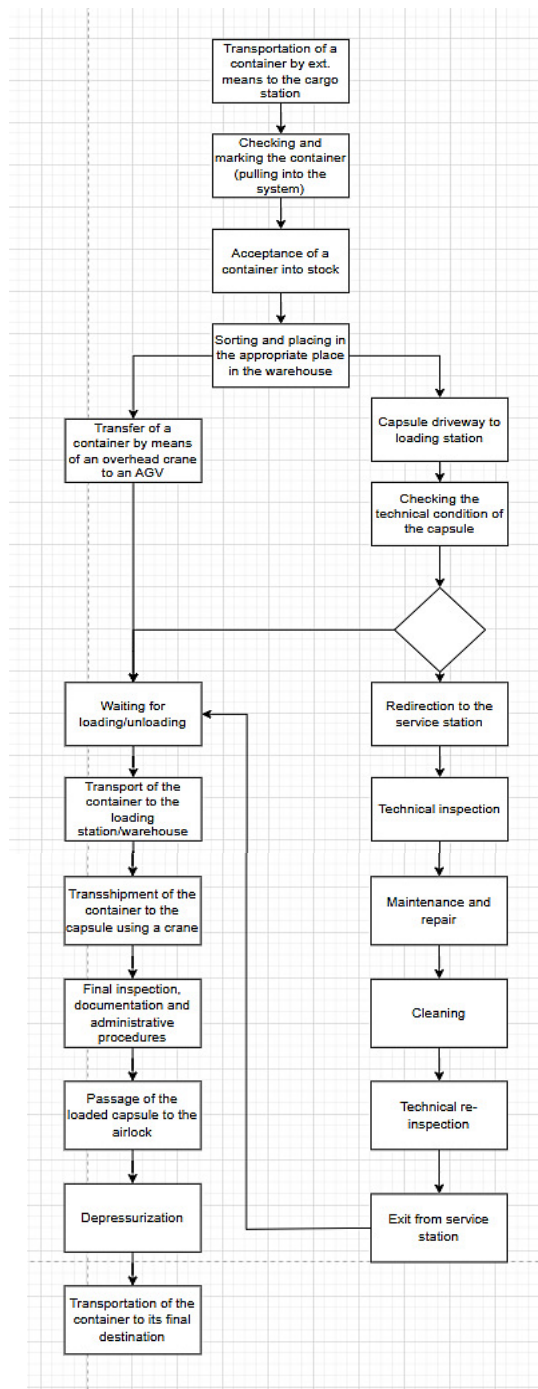 Transportation of a
container by ext.
means to the cargo
station
Checking and
marking the container
(pulling into the
system)
Acceptance of a
container into stock
Sorting and placing in
the appropriate place
in the warehouse
Transfer of a
container by means
of an overhead crane
to an AGV
Capsule driveway to
loading station
Checking the
technical condition of
the capsule
Waiting for
loading/unloading
Transport of the
container to the
loading
station/warehouse
Transshipment of the
container to the
capsule using a crane
Final inspection,
documentation and
administrative
procedures
Passage of the
loaded capsule to the
airlock
Depressurization
Transportation of the
container to its final
destination
Redirection to the
service station
Technical inspection
Maintenance and
repair
Cleaning
Technical re-
inspection
Exit from service
station